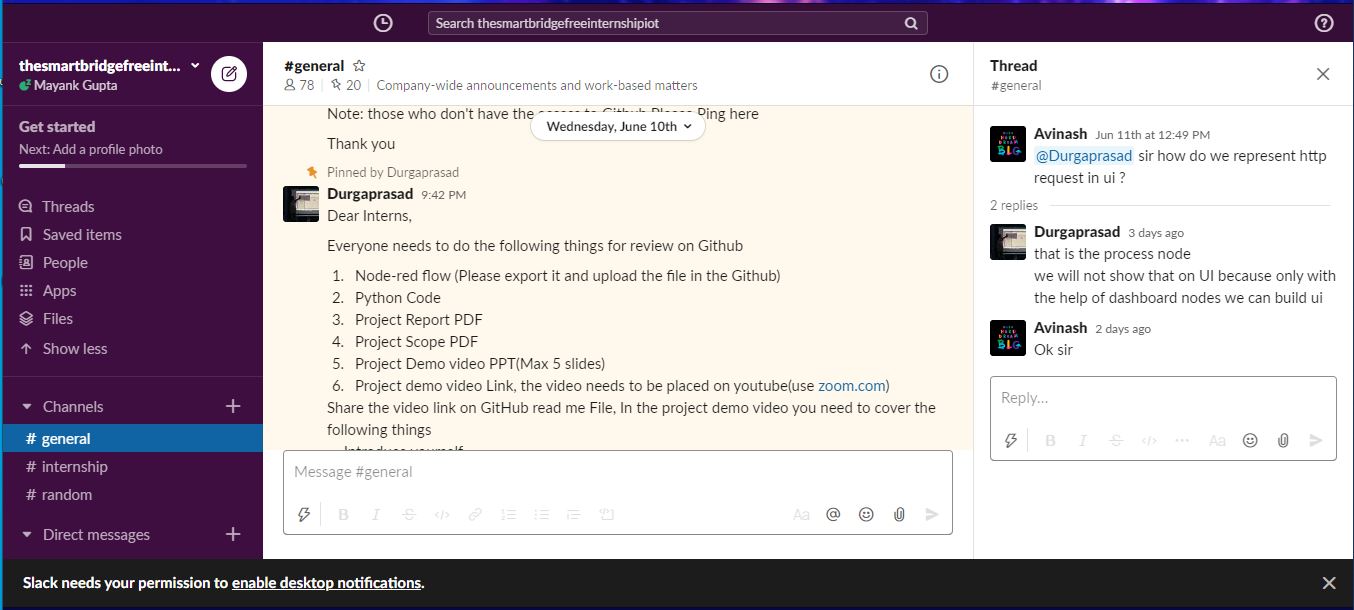 Search thesmartbridgefreeinternshipiot
thesmartbridgefreeint...
Mayank Gupta
Get started
Next: Add a profile photo
Threads
Saved items
People
Apps
Files
Show less
Channels
# general
# internship
# random
Direct messages
#general
78 | 20 | Company-wide announcements and work-based matters
Note: those who don't have the access to Github Please Ping here
Wednesday, June 10th
Thank you
Pinned by Durgaprasad
Durgaprasad 9:42 PM
Dear Interns,
Everyone needs to do the following things for review on Github
1. Node-red flow (Please export it and upload the file in the Github)
2. Python Code
3. Project Report PDF
4. Project Scope PDF
5. Project Demo video PPT(Max 5 slides)
6. Project demo video Link, the video needs to be placed on youtube(use zoom.com)
Share the video link on GitHub read me File, In the project demo video you need to cover the
following things
Introduce yourself
Message #general
Aa @
Thread
#general
Avinash Jun 11th at 12:49 PM
@Durgaprasad sir how do we represent http
request in ui ?
2 replies
Durgaprasad 3 days ago
that is the process node
we will not show that on UI because only with
the help of dashboard nodes we can build ui
Avinash 2 days ago
Ok sir
Reply...
Aa
Slack needs your permission to enable desktop notifications.